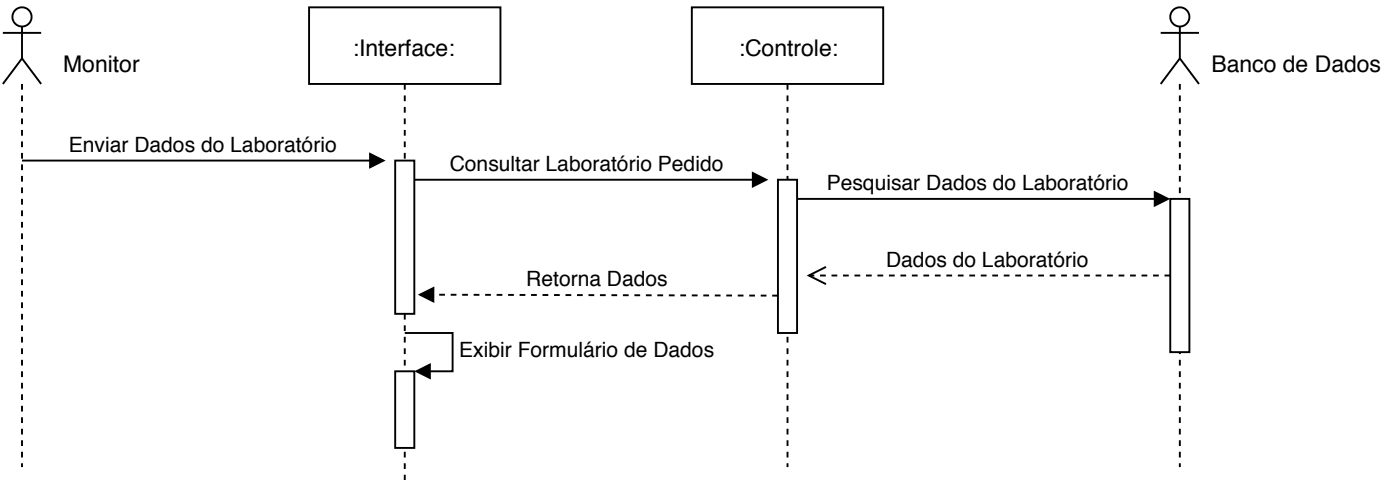 Monitor
:Interface:
:Controle:
Banco de Dados
Enviar Dados do Laboratório
Consultar Laboratório Pedido
Pesquisar Dados do Laboratório
Dados do Laboratório
Retorna Dados
Exibir Formulário de Dados